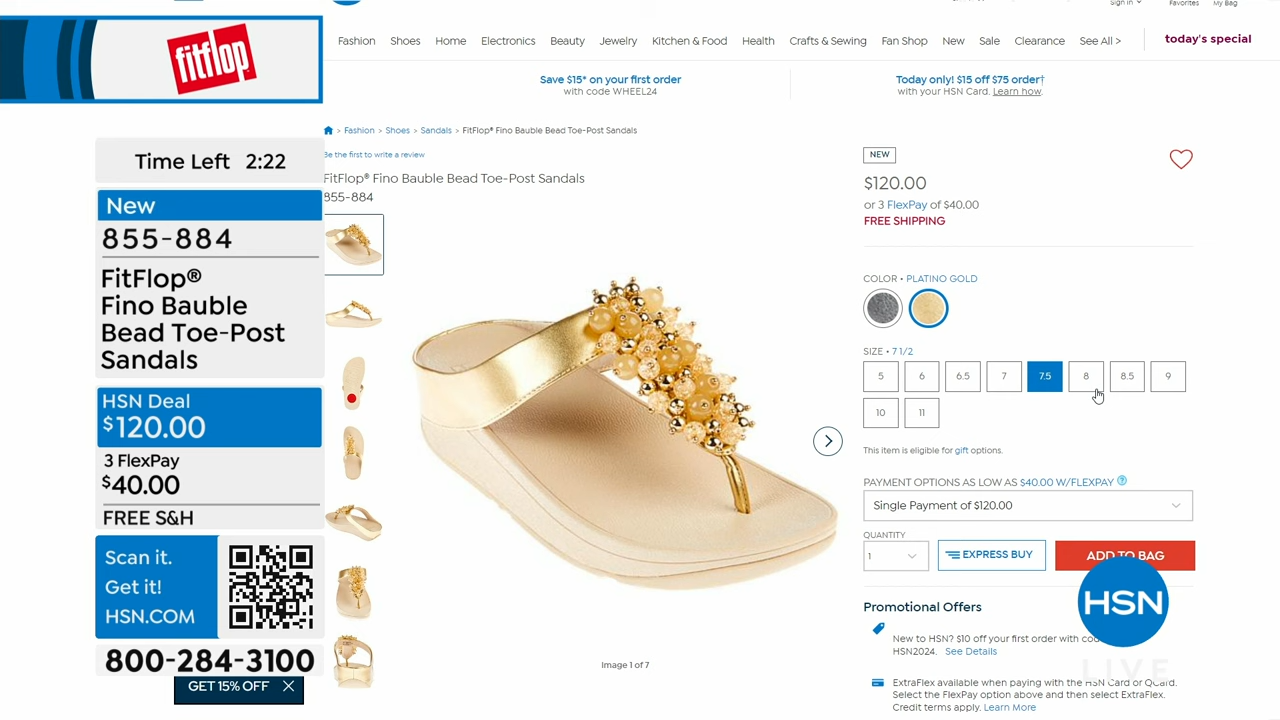 Sign in
Favorites
My Bag
fitflop
Fashion
Shoes
Home
Electronics
Beauty
Jewelry
Kitchen & Food
Health
Crafts & Sewing
Fan Shop
New
Sale
Clearance
See All >
today's special
Save $15* on your first order
with code WHEEL24
Today only! $15 off $75 order†
with your HSN Card. Learn how.
> Fashion > Shoes > Sandals > FitFlop® Fino Bauble Bead Toe-Post Sandals
Be the first to write a review
FitFlop® Fino Bauble Bead Toe-Post Sandals
855-884
Time Left 2:22
New
855-884
FitFlop®
Fino Bauble
Bead Toe-Post
Sandals
HSN Deal
$120.00
3 FlexPay
$40.00
FREE S&H
Scan it.
Get it!
HSN.COM
800-284-3100
GET 15% OFF
Image 1 of 7
NEW
$120.00
or 3 FlexPay of $40.00
FREE SHIPPING
COLOR • PLATINO GOLD
SIZE • 7 1/2
5
6
6.5
7
7.5
8
8.5
9
10
11
This item is eligible for gift options.
PAYMENT OPTIONS AS LOW AS $40.00 W/FLEXPAY ?
Single Payment of $120.00
QUANTITY
1
EXPRESS BUY
ADD TO BAG
HSN
LIVE
Promotional Offers
New to HSN? $10 off your first order with
HSN2024. See Details
ExtraFlex available when paying with the HSN Card or QCard.
Select the FlexPay option above and then select ExtraFlex.
Credit terms apply. Learn More